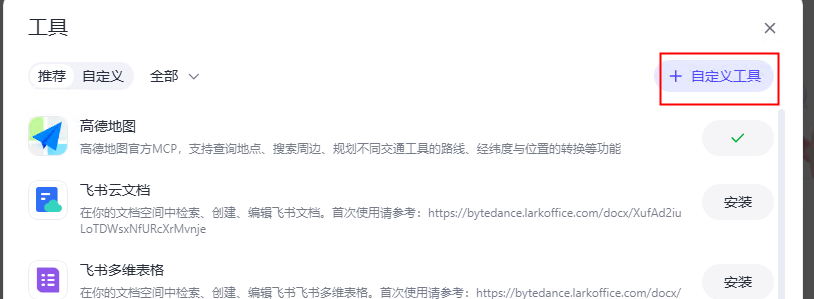 工具
推荐 自定义 全部
+ 自定义工具
高德地图
高德地图官方MCP，支持查询地点、搜索周边、规划不同交通工具的路线、经纬度与位置的转换等功能
飞书云文档
安装
在你的文档空间中检索、创建、编辑飞书文档。首次使用请参考：https://bytedance.larkoffice.com/docx/XufAd2iu
LoTDWsxNfURcXrMvnje
飞书多维表格
安装
在你的文档空间中检索、创建、编辑飞书飞书多维表格。首次使用请参考：https://bytedance.larkoffice.com/docx/